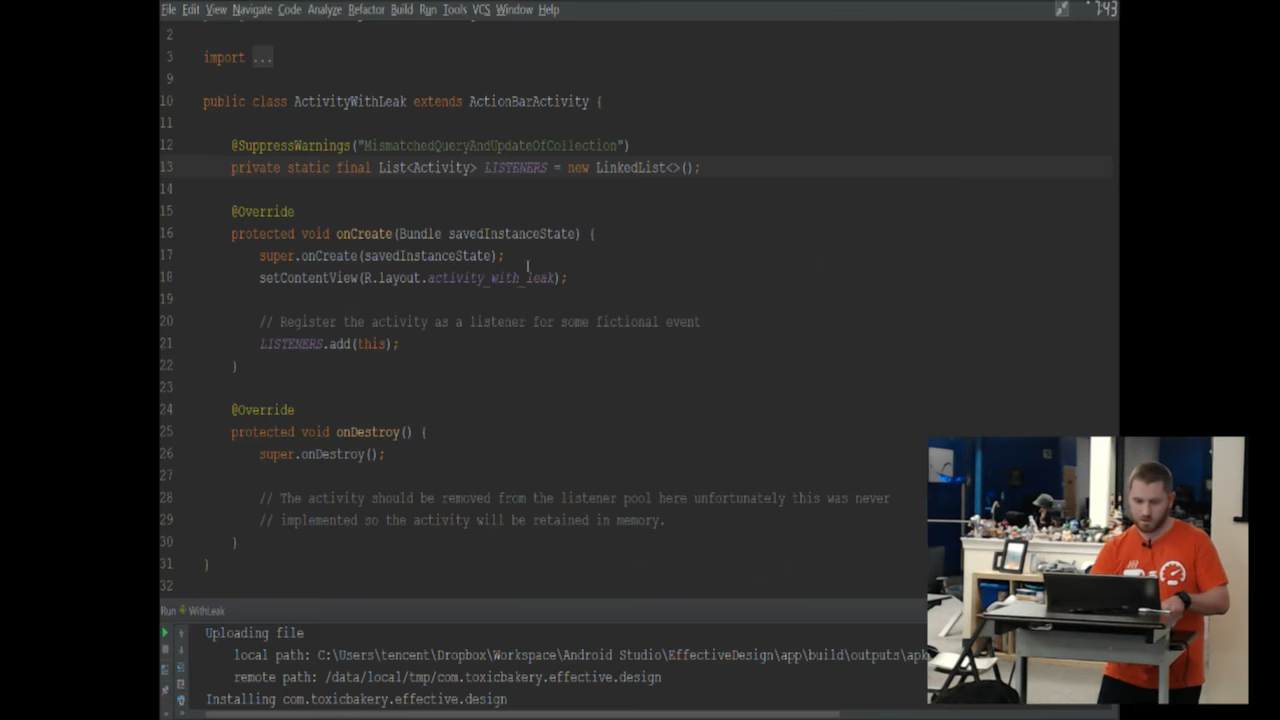 File Edit View Navigate Code Analyze Refactor Build Run Tools VCS Window Help 7:43
2
3 import ...
9
10 public class ActivityWithLeak extends ActionBarActivity {
11
12 @SuppressWarnings("MismatchedQueryAndUpdateOfCollection")
13 private static final List<Activity> LISTENERS = new LinkedList<>();
14
15 @Override
16 protected void onCreate(Bundle savedInstanceState) {
17 super.onCreate(savedInstanceState);
18 setContentView(R.layout.activity_with_leak);
19
20 // Register the activity as a listener for some fictional event
21 LISTENERS.add(this);
22 }
23
24 @Override
25 protected void onDestroy() {
26 super.onDestroy();
27
28 // The activity should be removed from the listener pool here unfortunately this was never
29 // implemented so the activity will be retained in memory.
30 }
31 }
32
Run WithLeak
Uploading file
local path: C:\Users\tencent\Dropbox\Workspace\Android Studio\EffectiveDesign\app\build\outputs\apk
remote path: /data/local/tmp/com.toxicbakery.effective.design
Installing com.toxicbakery.effective.design